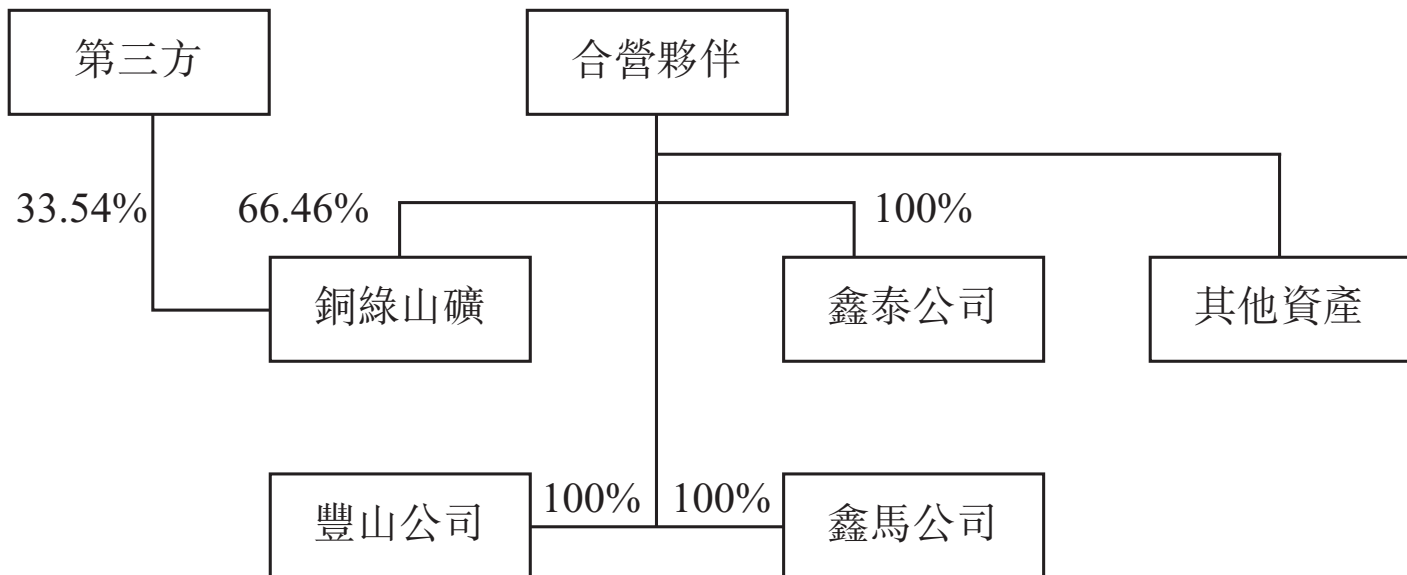 第三方
合營夥伴
33.54%
66.46%
100%
銅綠山礦
鑫泰公司
其他資產
豐山公司
100%
100%
鑫馬公司